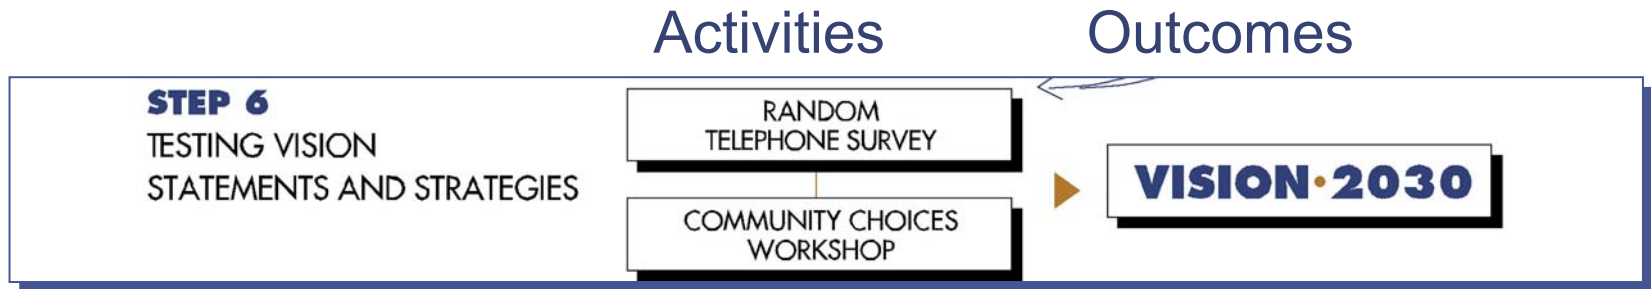 Activities
Outcomes
STEP 6
TESTING VISION
STATEMENTS AND STRATEGIES
RANDOM
TELEPHONE SURVEY
COMMUNITY CHOICES
WORKSHOP
VISION•2030